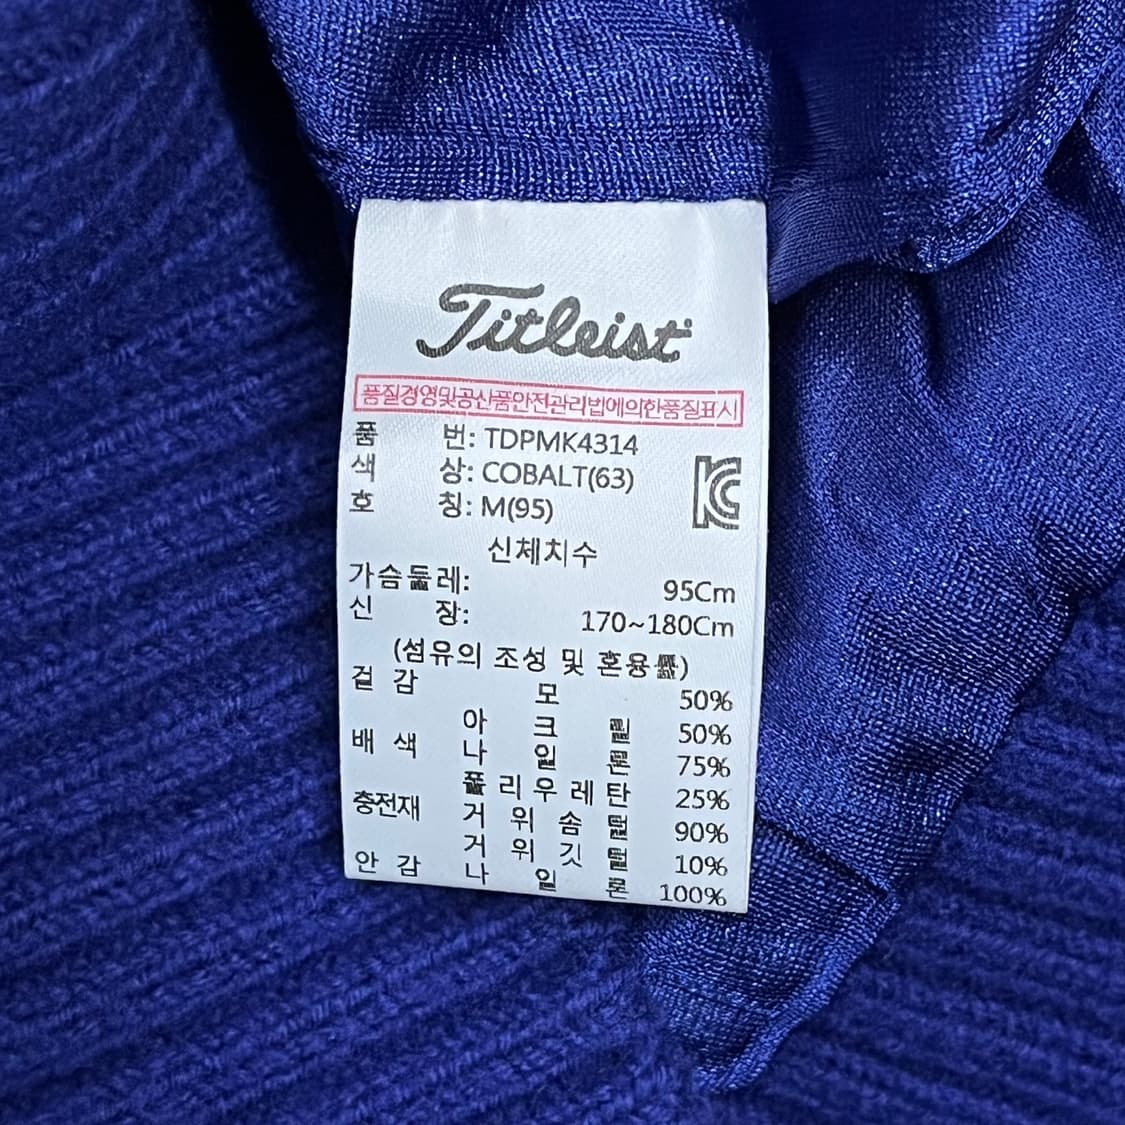 Titleist
품질경영및공산품안전관리법에의한품질표시
품 번: TDPMK4314
색 상: COBALT(63)
호 칭: M(95)
신체치수
가슴둘레: 95Cm
신 장: 170~180Cm
(섬유의 조성 및 혼용률)
겉 감 모 50%
아 크 릴 50%
배 색 나 일 론 75%
폴 리 우 레 탄 25%
충전재 거 위 솜 털 90%
거 위 깃 털 10%
안 감 나 일 론 100%